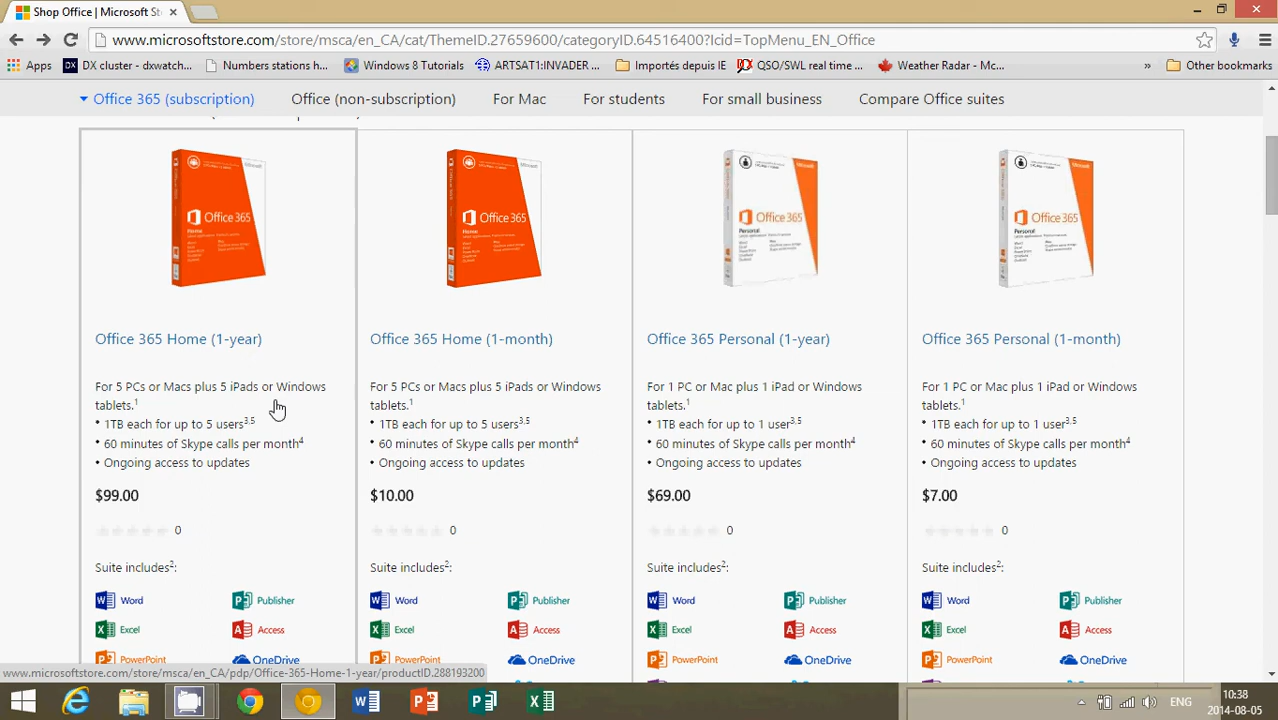 Shop Office | Microsoft St
www.microsoftstore.com/store/msca/en_CA/cat/ThemeID.27659600/categoryID.64516400?Icid=TopMenu_EN_Office
Apps DX cluster - dxwatch... Numbers stations h... Windows 8 Tutorials ARTSAT1:INVADER ... Importés depuis IE QSO/SWL real time ... Weather Radar - Mc... » Other bookmarks
Office 365 (subscription) Office (non-subscription) For Mac For students For small business Compare Office suites
Office 365 Office 365 Office 365 Office 365
Home Home Personal Personal
Office 365 Home (1-year) Office 365 Home (1-month) Office 365 Personal (1-year) Office 365 Personal (1-month)
For 5 PCs or Macs plus 5 iPads or Windows For 5 PCs or Macs plus 5 iPads or Windows For 1 PC or Mac plus 1 iPad or Windows For 1 PC or Mac plus 1 iPad or Windows
tablets.1 tablets.1 tablets.1 tablets.1
• 1TB each for up to 5 users3,5 • 1TB each for up to 5 users3,5 • 1TB each for up to 1 user3,5 • 1TB each for up to 1 user3,5
• 60 minutes of Skype calls per month4 • 60 minutes of Skype calls per month4 • 60 minutes of Skype calls per month4 • 60 minutes of Skype calls per month4
• Ongoing access to updates • Ongoing access to updates • Ongoing access to updates • Ongoing access to updates
$99.00 $10.00 $69.00 $7.00
0 0 0 0
Suite includes2: Suite includes2: Suite includes2: Suite includes2:
Word Publisher Word Publisher Word Publisher Word Publisher
Excel Access Excel Access Excel Access Excel Access
PowerPoint OneDrive PowerPoint OneDrive PowerPoint OneDrive PowerPoint OneDrive
www.microsoftstore.com/store/msca/en_CA/pdp/Office-365-Home-1-year/productID.288193200
ENG 10:38
2014-08-05